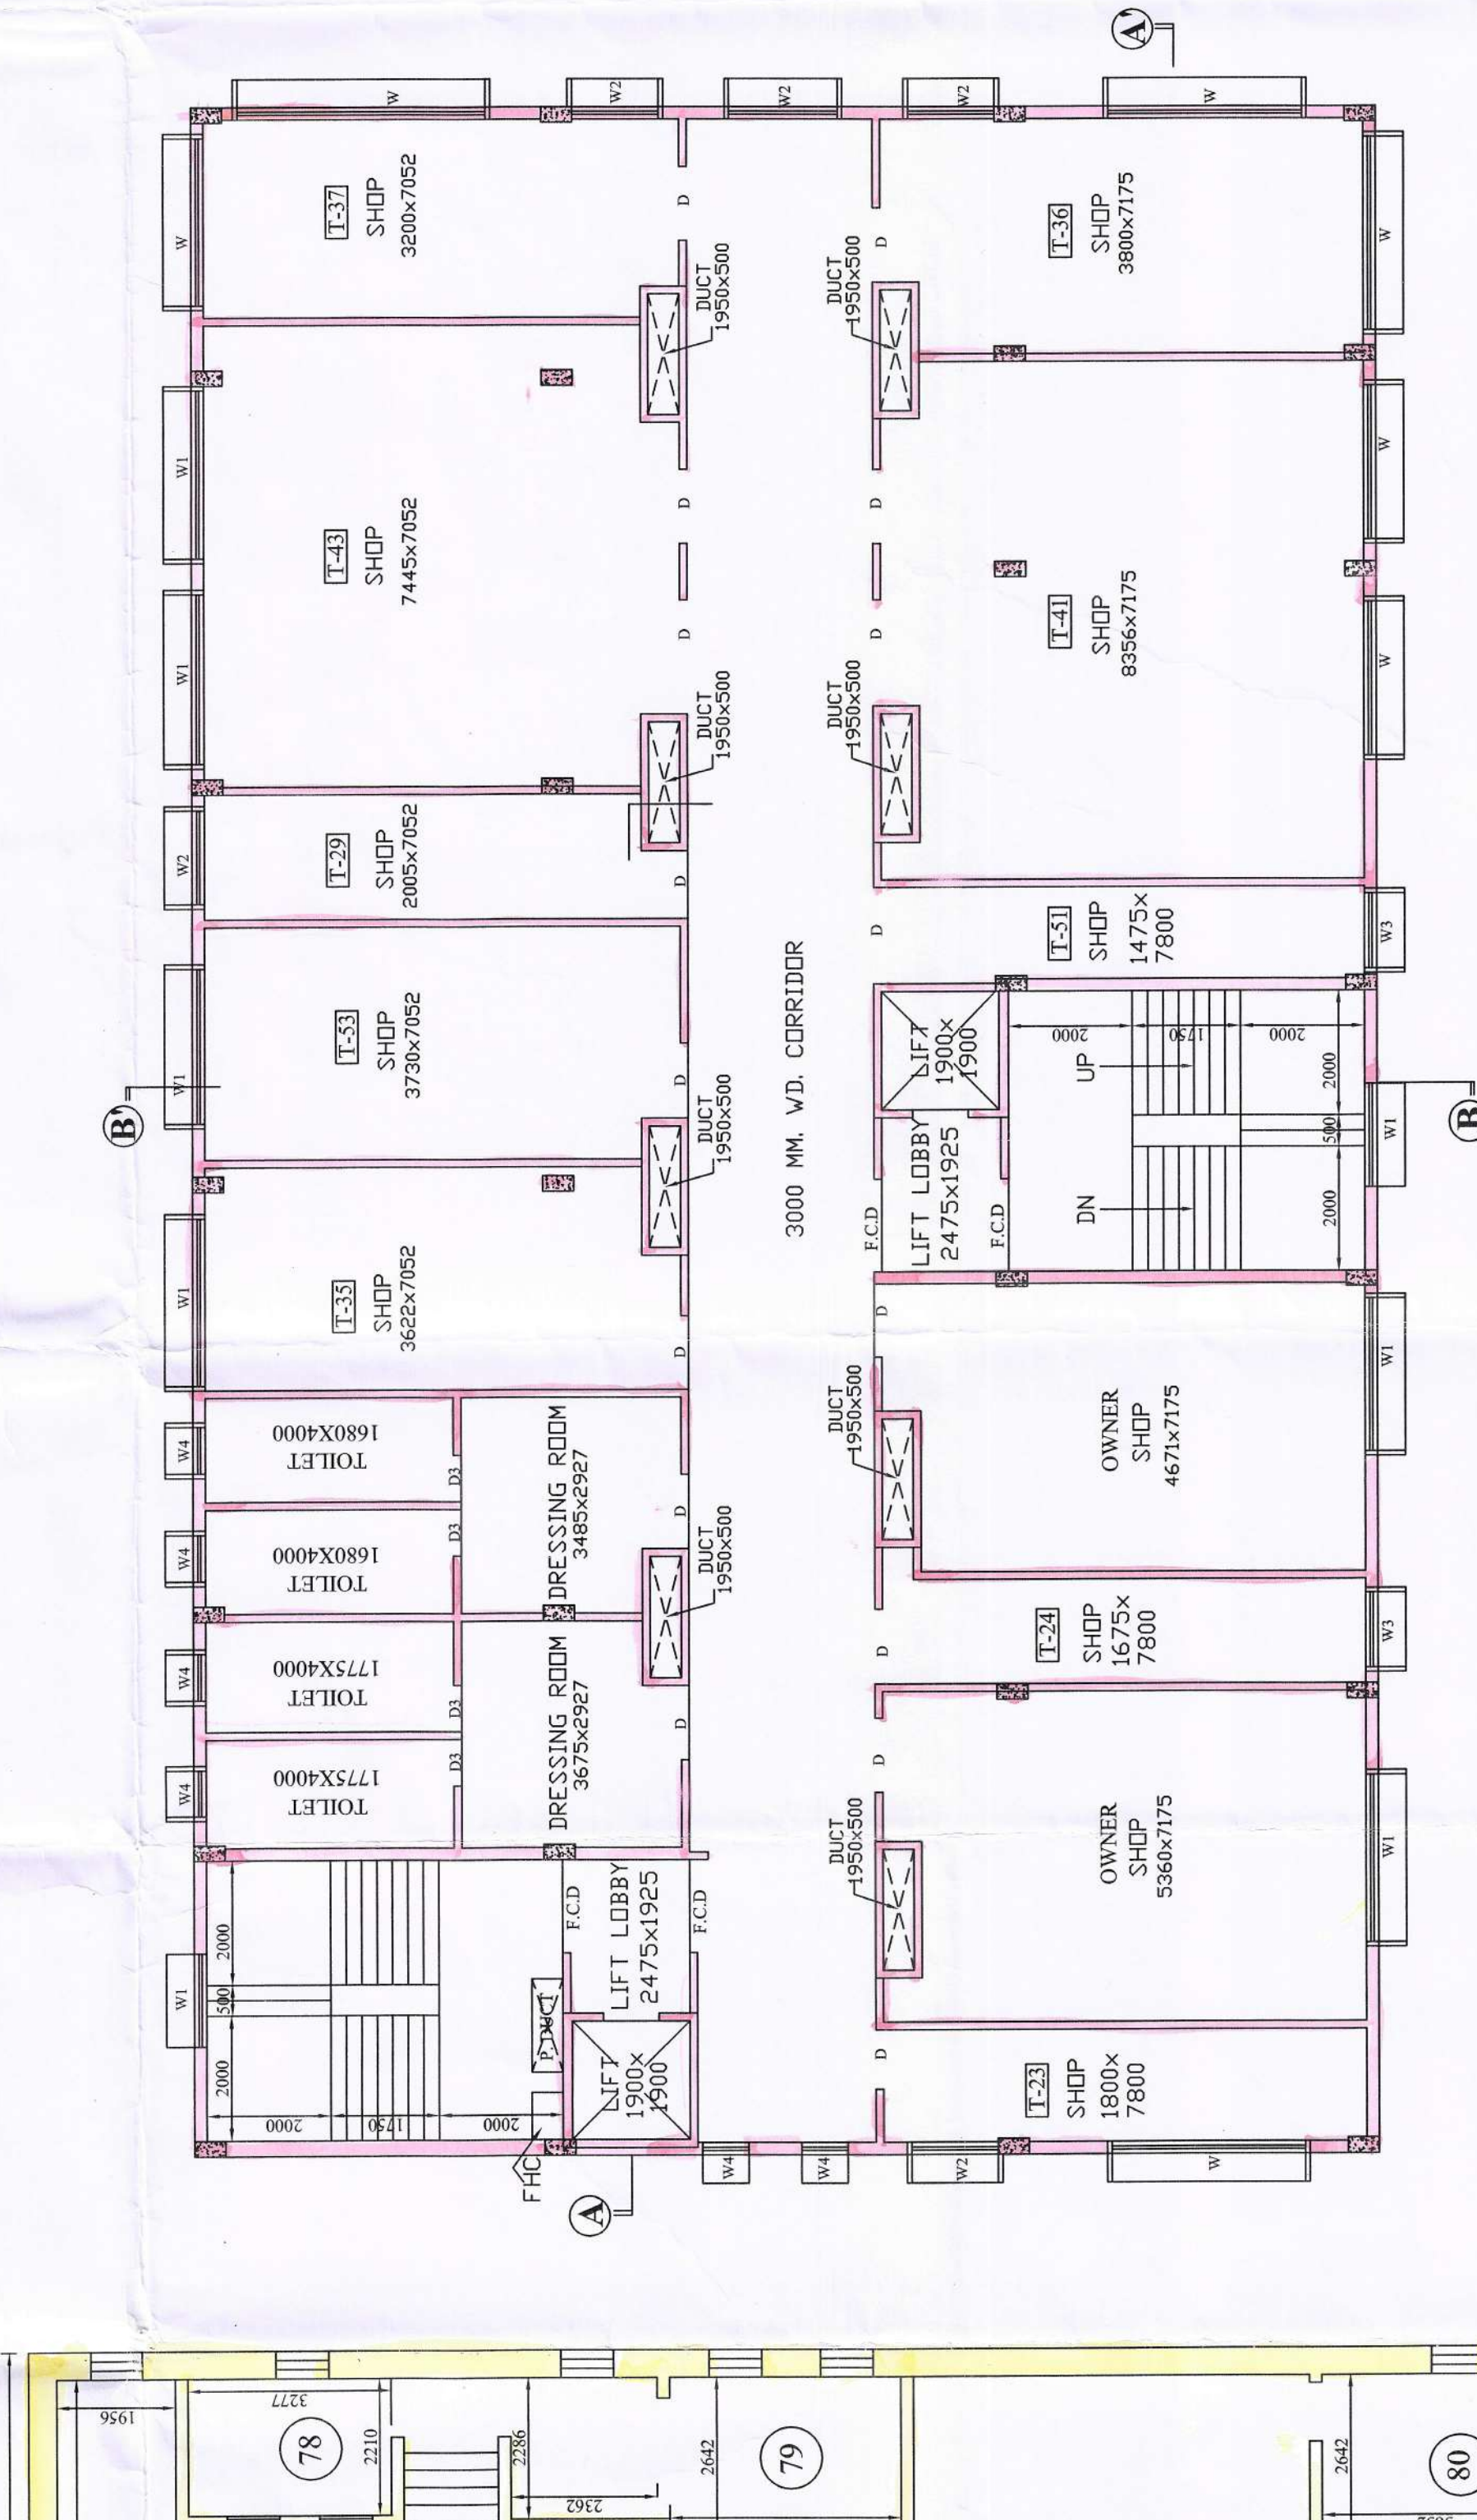 A'
W
W2
W2
W2
W
W
T-37
SHOP
3200x7052
D
DUCT
1950x500
DUCT
1950x500
D
T-36
SHOP
3800x7175
W
W1
W1
T-43
SHOP
7445x7052
D
D
DUCT
1950x500
DUCT
1950x500
D
D
T-41
SHOP
8356x7175
W
W
W2
T-29
SHOP
2005x7052
D
D
T-51
SHOP
1475x
7800
W3
B'
W1
T-53
SHOP
3730x7052
D
DUCT
1950x500
3000 MM. WD. CORRIDOR
LIFT
1900x
1900
LIFT LOBBY
2475x1925
F.C.D
F.C.D
UP
DN
2000
1750
2000
2000
500
2000
W1
B
W1
T-35
SHOP
3622x7052
D
D
DUCT
1950x500
OWNER
SHOP
4671x7175
W1
W4
W4
W4
W4
TOILET
1680X4000
TOILET
1680X4000
TOILET
1775X4000
TOILET
1775X4000
D3
D3
D3
D3
DRESSING ROOM
3485x2927
DRESSING ROOM
3675x2927
D
D
DUCT
1950x500
D
T-24
SHOP
1675x
7800
W3
D
DUCT
1950x500
OWNER
SHOP
5360x7175
W1
W1
2000
500
2000
2000
1750
2000
P. DUCT
F.C.D
F.C.D
LIFT LOBBY
2475x1925
LIFT
1900x
1900
FHC
A
W4
W4
W2
W
D
T-23
SHOP
1800x
7800
1956
3277
78
2210
2286
2362
2642
79
2642
80